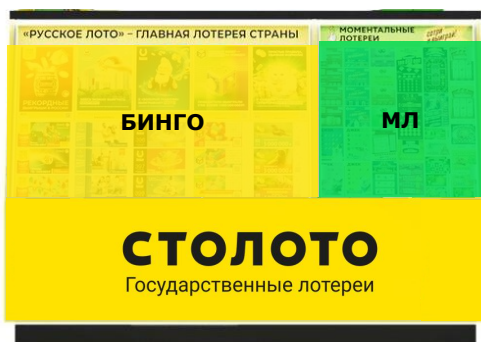 «РУССКОЕ ЛОТО» – ГЛАВНАЯ ЛОТЕРЕЯ СТРАНЫ
МОМЕНТАЛЬНЫЕ
ЛОТЕРЕИ
БИНГО
МЛ
СТОЛОТО
Государственные лотереи